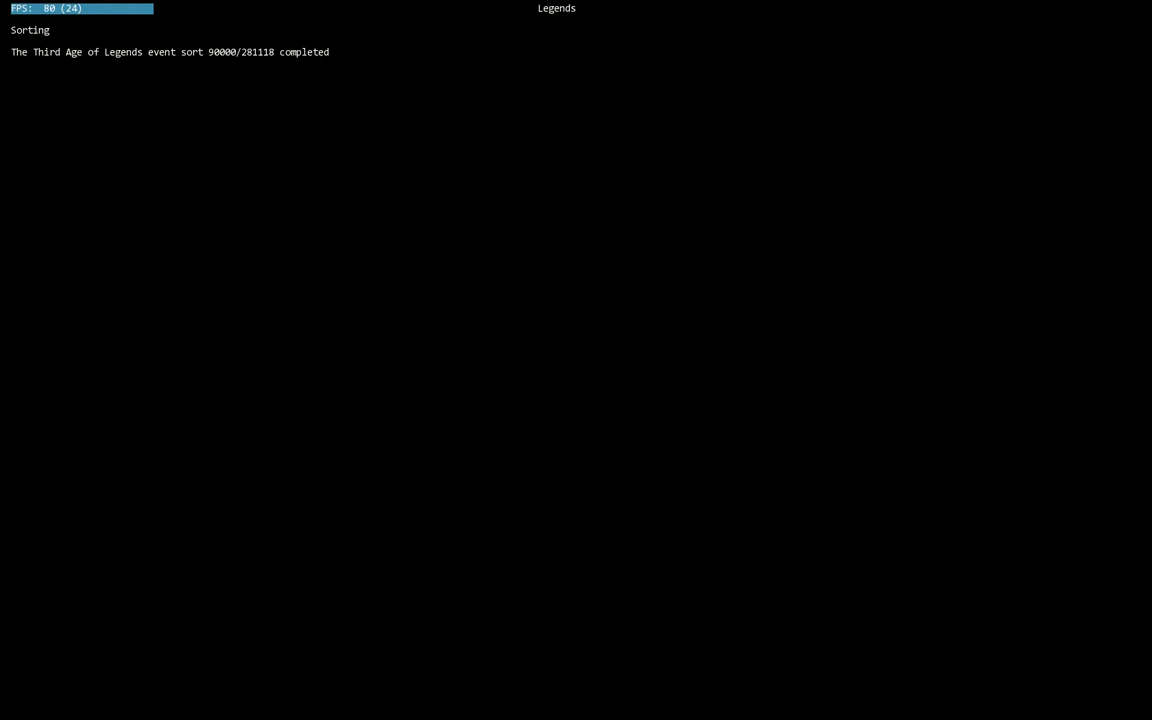 FPS: 80 (24)
Legends
Sorting
The Third Age of Legends event sort 90000/281118 completed